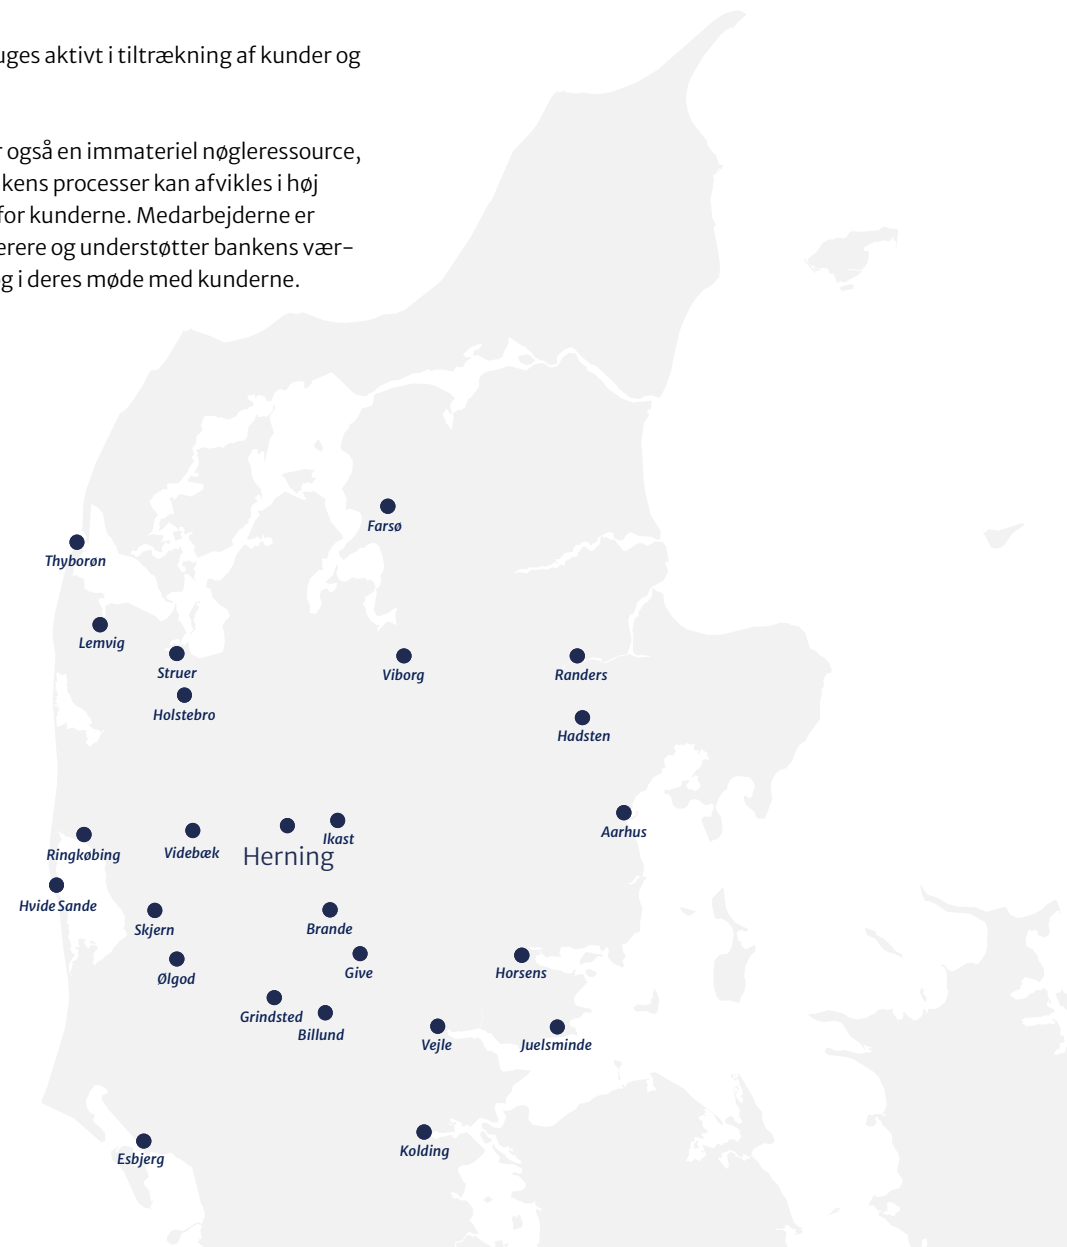 uges aktivt i tiltrækning af kunder og
r også en immateriel nøgleressource,
kens processer kan afvikles i høj
for kunderne. Medarbejderne er
erere og understøtter bankens vær-
g i deres møde med kunderne.
Farsø
Thyborøn
Lemvig
Struer
Viborg
Randers
Holstebro
Hadsten
Aarhus
Ikast
Ringkøbing
Videbæk
Herning
Hvide Sande
Skjern
Brande
Ølgod
Give
Horsens
Grindsted
Billund
Vejle
Juelsminde
Esbjerg
Kolding